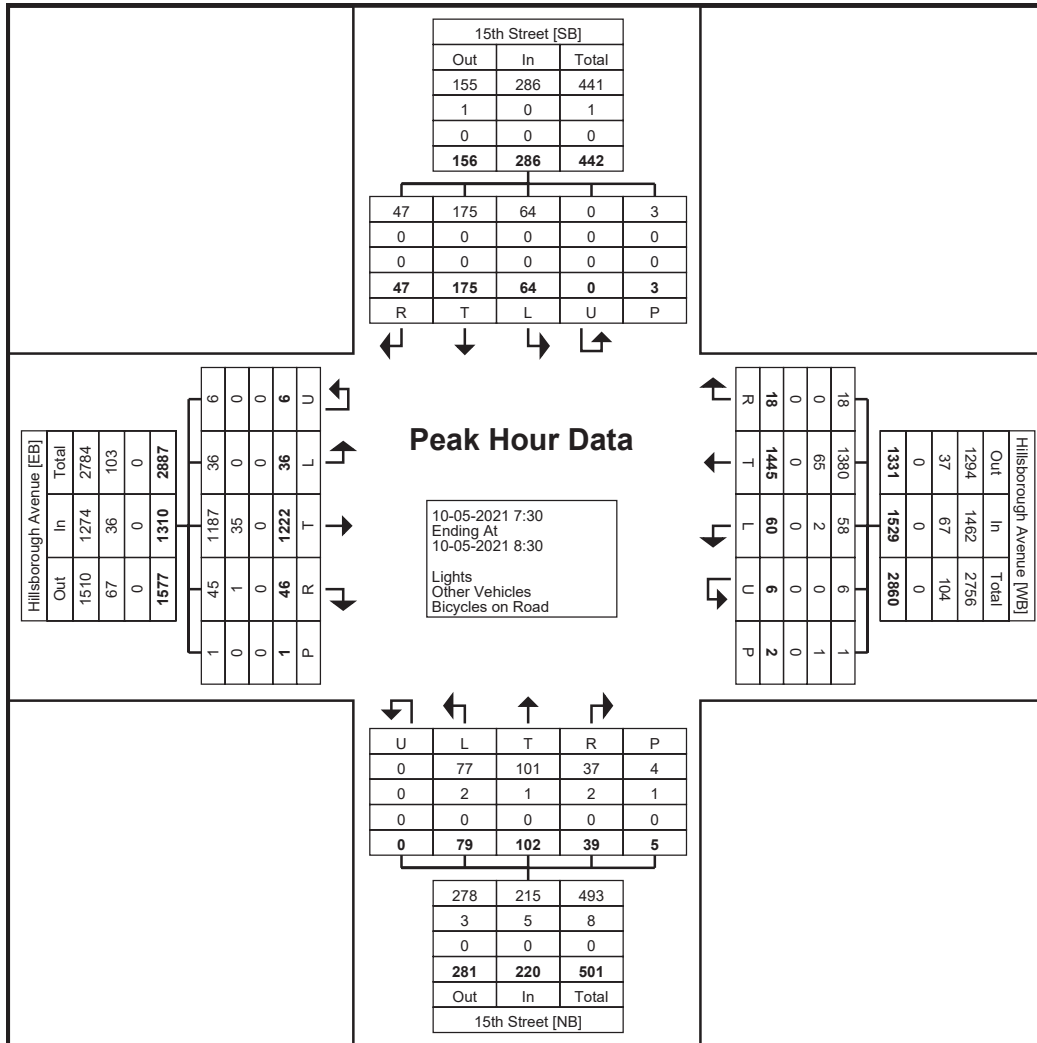 15th Street [SB]
Out In Total
155 286 441
1 0 1
0 0 0
156 286 442
47 175 64 0 3
0 0 0 0 0
0 0 0 0 0
47 175 64 0 3
R T L U P
Hillsborough Avenue [EB]
Total In Out
2784 1274 1510
103 36 67
0 0 0
2887 1310 1577
6 36 1187 45 1
0 0 35 1 0
0 0 0 0 0
6 36 1222 46 1
U L T R P
Peak Hour Data
10-05-2021 7:30
Ending At
10-05-2021 8:30
Lights
Other Vehicles
Bicycles on Road
Hillsborough Avenue [WB]
Out In Total
1294 1462 2756
37 67 104
0 0 0
1331 1529 2860
18 1380 58 6 1
0 65 2 0 1
0 0 0 0 0
18 1445 60 6 2
R T L U P
U L T R P
0 77 101 37 4
0 2 1 2 1
0 0 0 0 0
0 79 102 39 5
278 215 493
3 5 8
0 0 0
281 220 501
Out In Total
15th Street [NB]